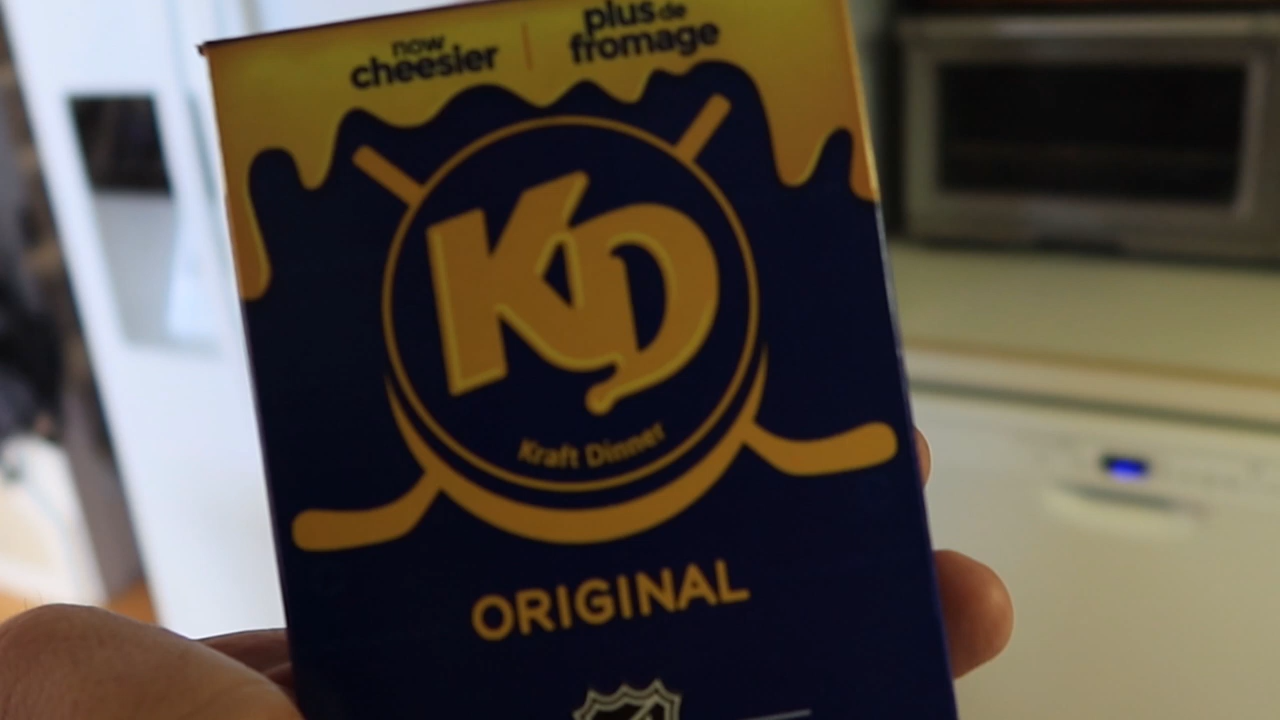 now
cheesier
plus de
fromage
KD
Kraft Dinner
ORIGINAL